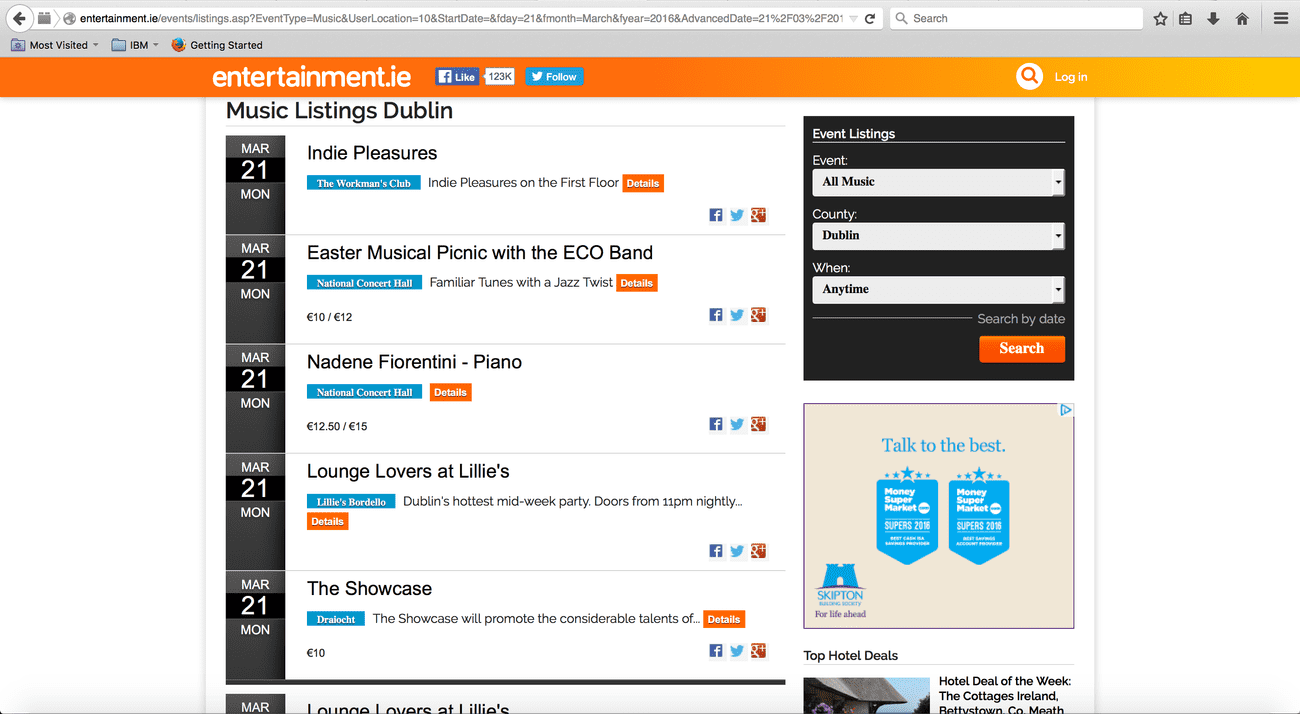 entertainment.ie/events/listings.asp?EventType=Music&UserLocation=10&StartDate=&fday=21&fmonth=March&fyear=2016&AdvancedDate=21%2F03%2F201
Search
Most Visited
IBM
Getting Started
entertainment.ie
Like
123K
Follow
Log in
Music Listings Dublin
MAR
21
MON
Indie Pleasures
The Workman's Club Indie Pleasures on the First Floor Details
MAR
21
MON
Easter Musical Picnic with the ECO Band
National Concert Hall Familiar Tunes with a Jazz Twist Details
€10 / €12
MAR
21
MON
Nadene Fiorentini - Piano
National Concert Hall Details
€12.50 / €15
MAR
21
MON
Lounge Lovers at Lillie's
Lillie's Bordello Dublin's hottest mid-week party. Doors from 11pm nightly...
Details
MAR
21
MON
The Showcase
Draiocht The Showcase will promote the considerable talents of... Details
€10
MAR
Lounge Lovers at Lillie's
Event Listings
Event:
All Music
County:
Dublin
When:
Anytime
Search by date
Search
Talk to the best.
Money
Super
Market.com
SUPERS 2016
BEST CASH ISA
SAVINGS PROVIDER
Money
Super
Market.com
SUPERS 2016
BEST SAVINGS
ACCOUNT PROVIDER
SKIPTON
BUILDING SOCIETY
For life ahead
Top Hotel Deals
Hotel Deal of the Week:
The Cottages Ireland,
Bettystown, Co. Meath